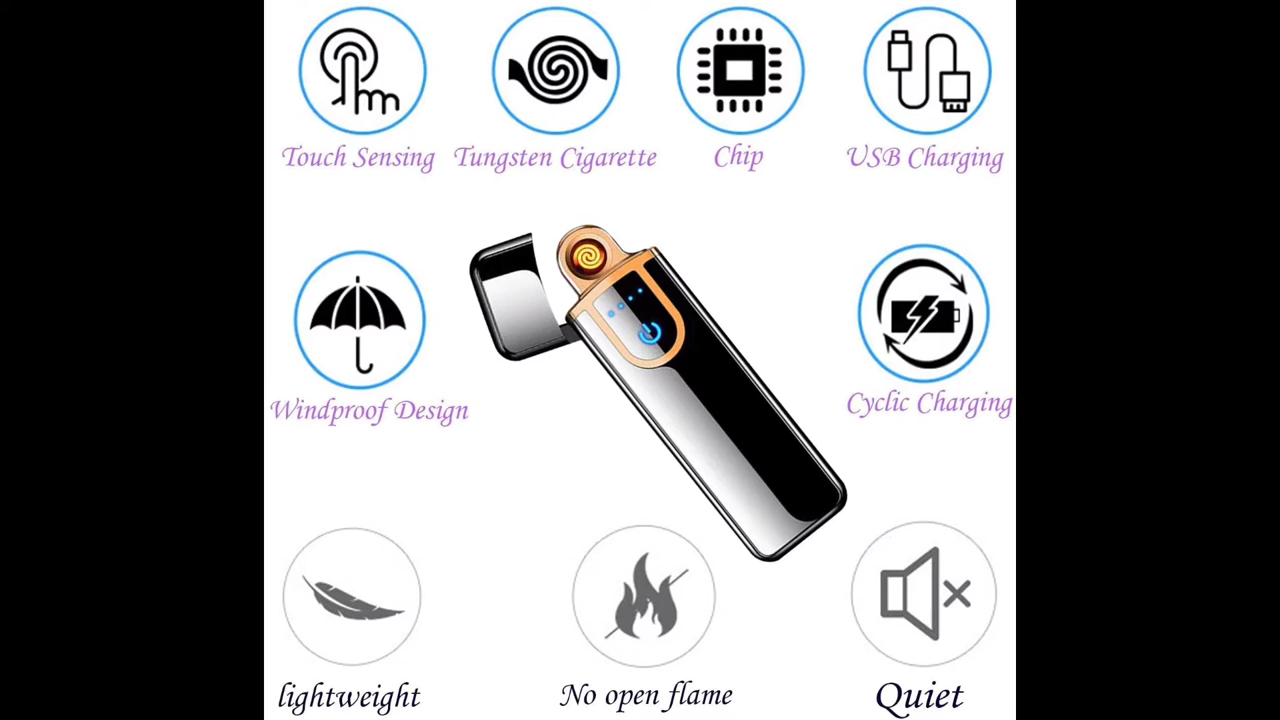 Touch Sensing
Tungsten Cigarette
Chip
USB Charging
Windproof Design
Cyclic Charging
lightweight
No open flame
Quiet